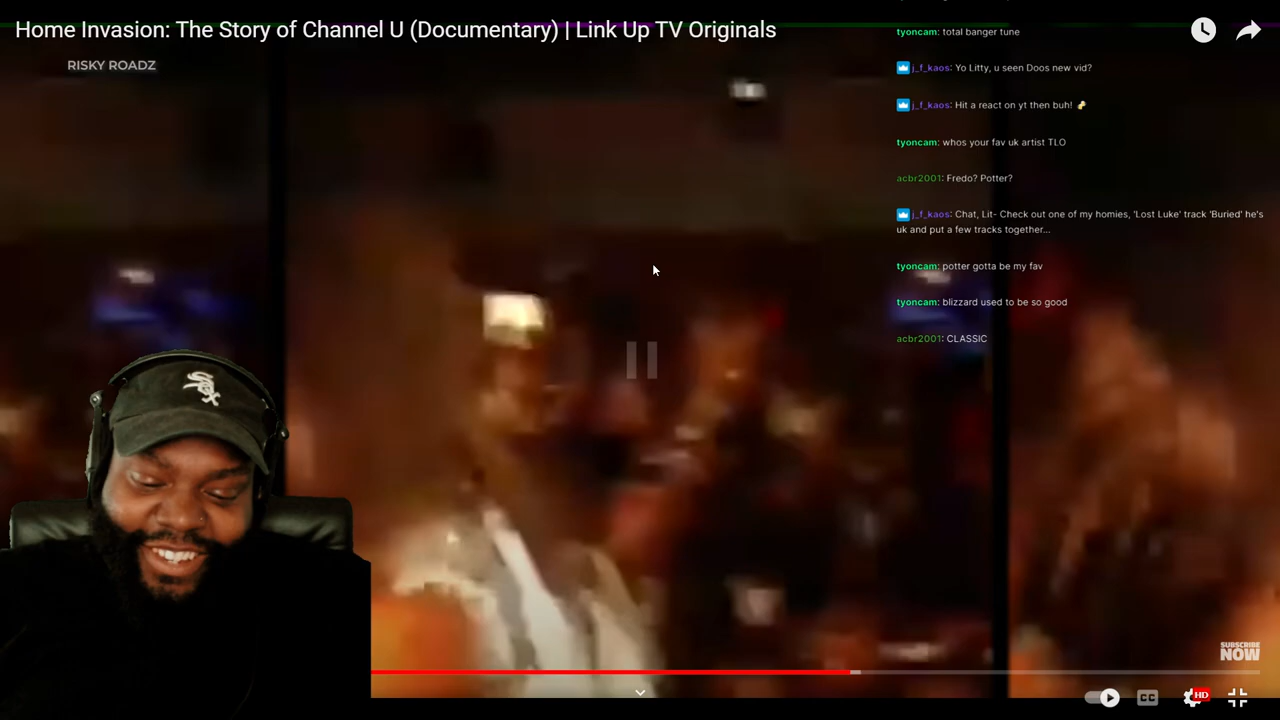 Home Invasion: The Story of Channel U (Documentary) | Link Up TV Originals
RISKY ROADZ
tyoncam: total banger tune
j_f_kaos: Yo Litty, u seen Doos new vid?
j_f_kaos: Hit a react on yt then buh!
tyoncam: whos your fav uk artist TLO
acbr2001: Fredo? Potter?
j_f_kaos: Chat, Lit- Check out one of my homies, 'Lost Luke' track 'Buried' he's
uk and put a few tracks together...
tyoncam: potter gotta be my fav
tyoncam: blizzard used to be so good
acbr2001: CLASSIC
SOX
SUBSCRIBE
NOW
CC
HD